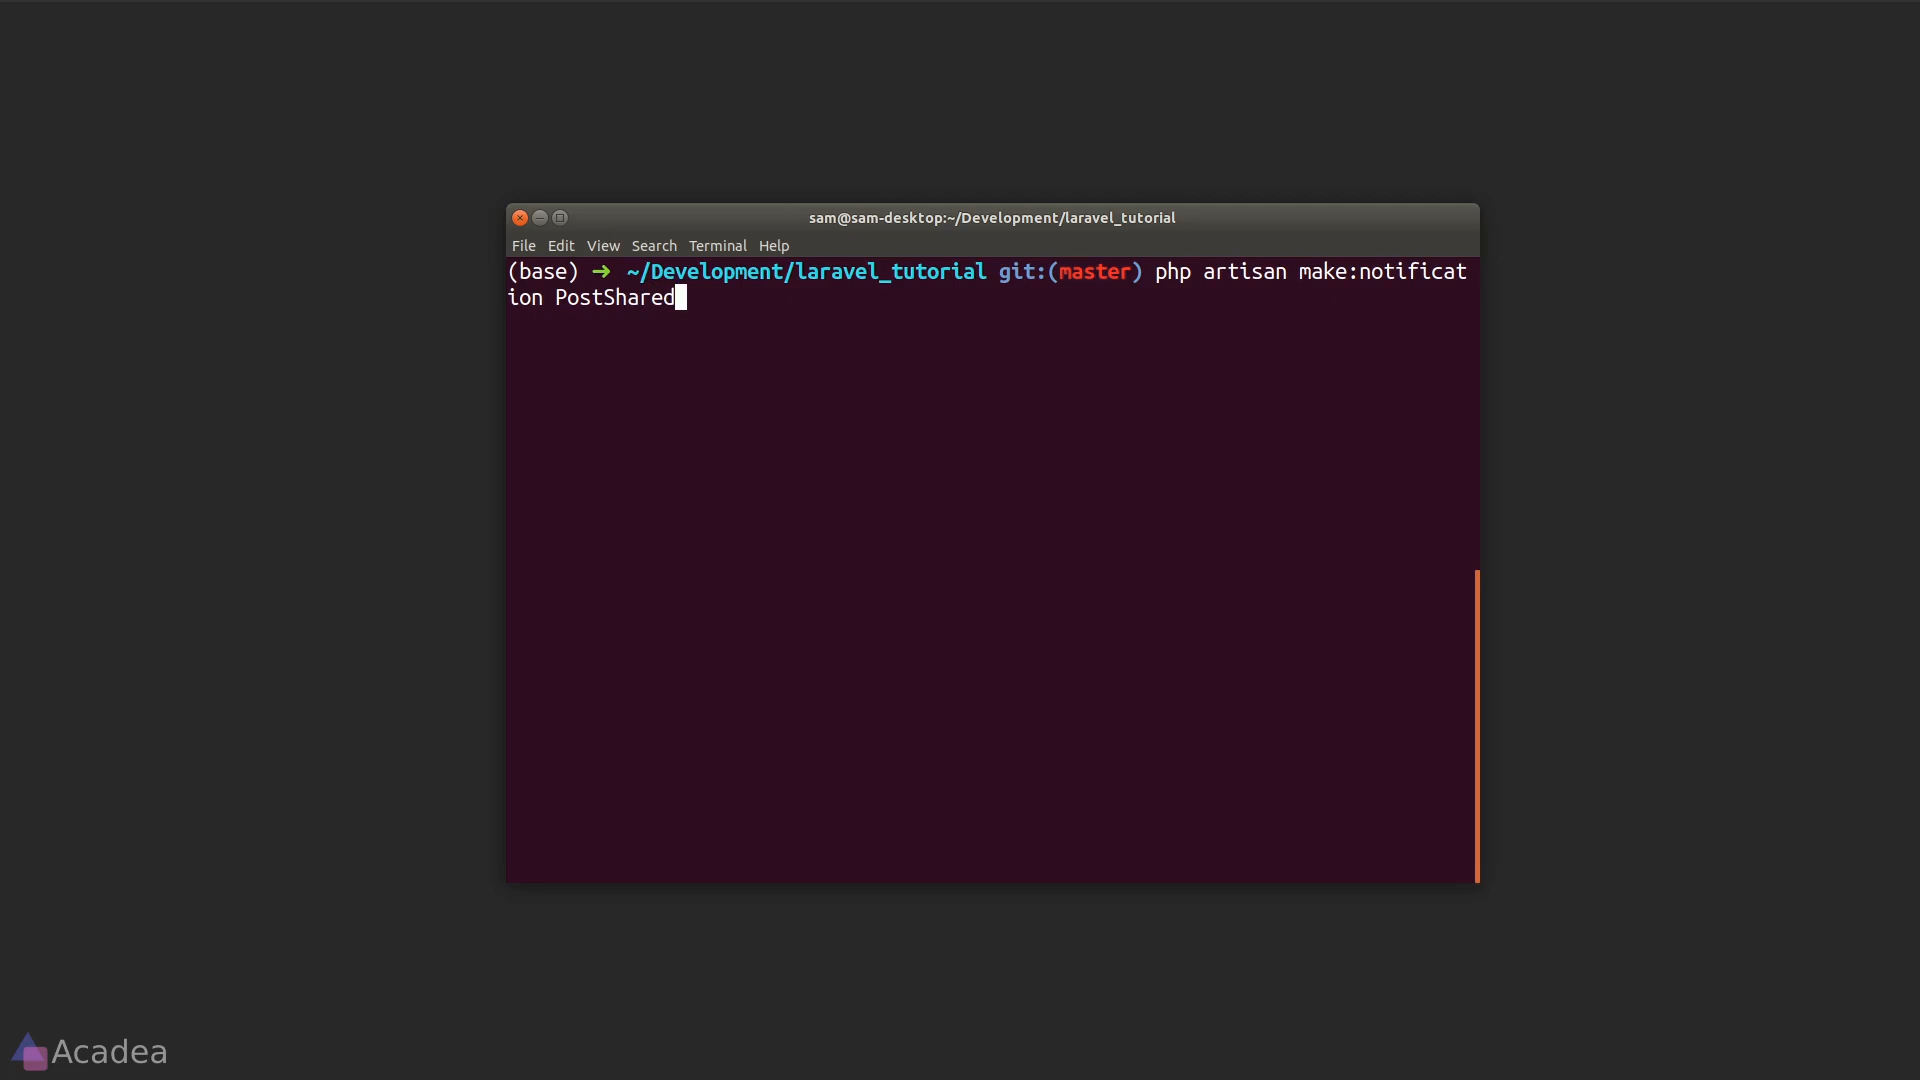 sam@sam-desktop:~/Development/laravel_tutorial
File Edit View Search Terminal Help
(base) ➜ ~/Development/laravel_tutorial git:(master) php artisan make:notificat
ion PostShared
Acadea